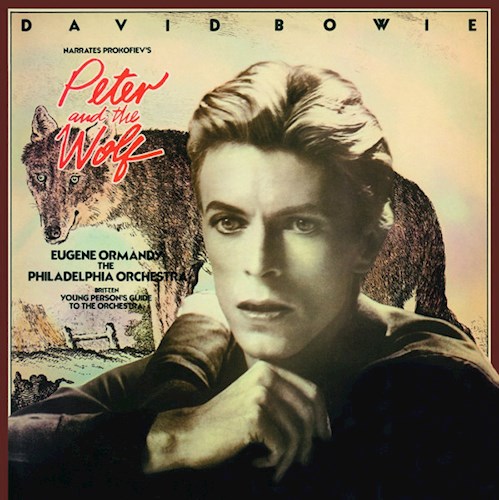 DAVID BOWIE
NARRATES PROKOFIEV'S
Peter
and the
Wolf
EUGENE ORMANDY
THE
PHILADELPHIA ORCHESTRA
BRITTEN
YOUNG PERSON'S GUIDE
TO THE ORCHESTRA